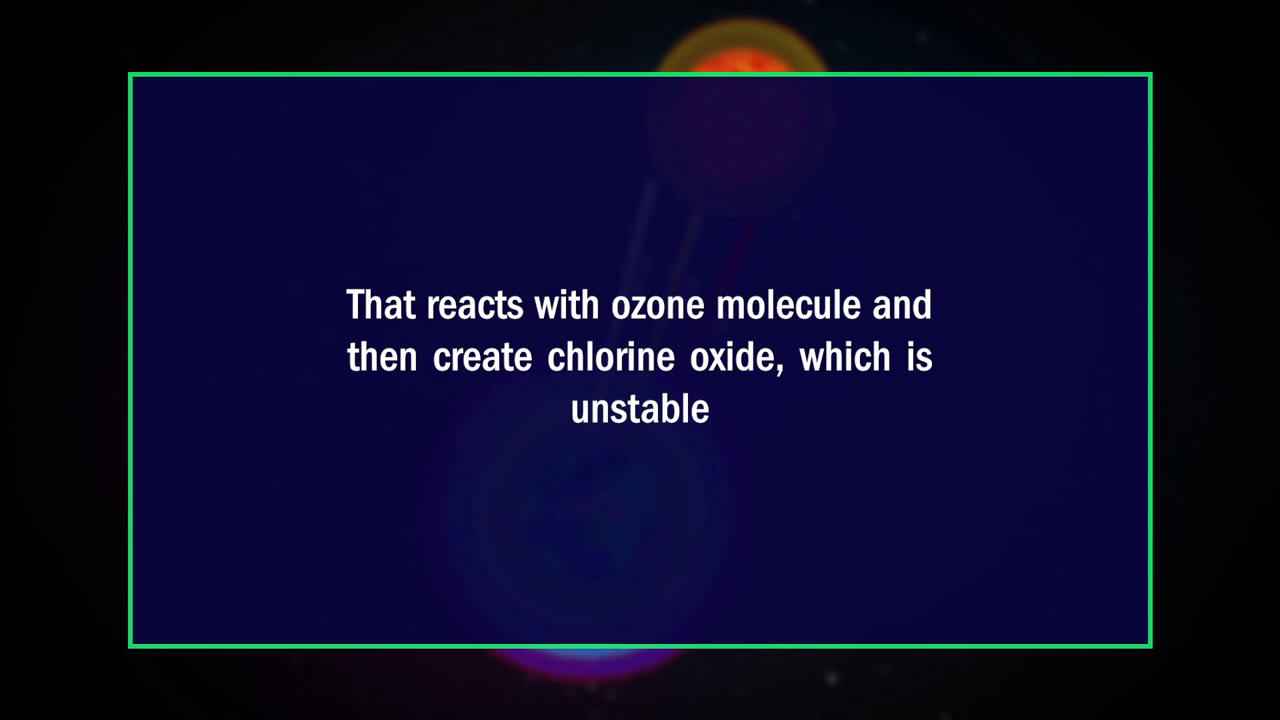 That reacts with ozone molecule and
then create chlorine oxide, which is
unstable